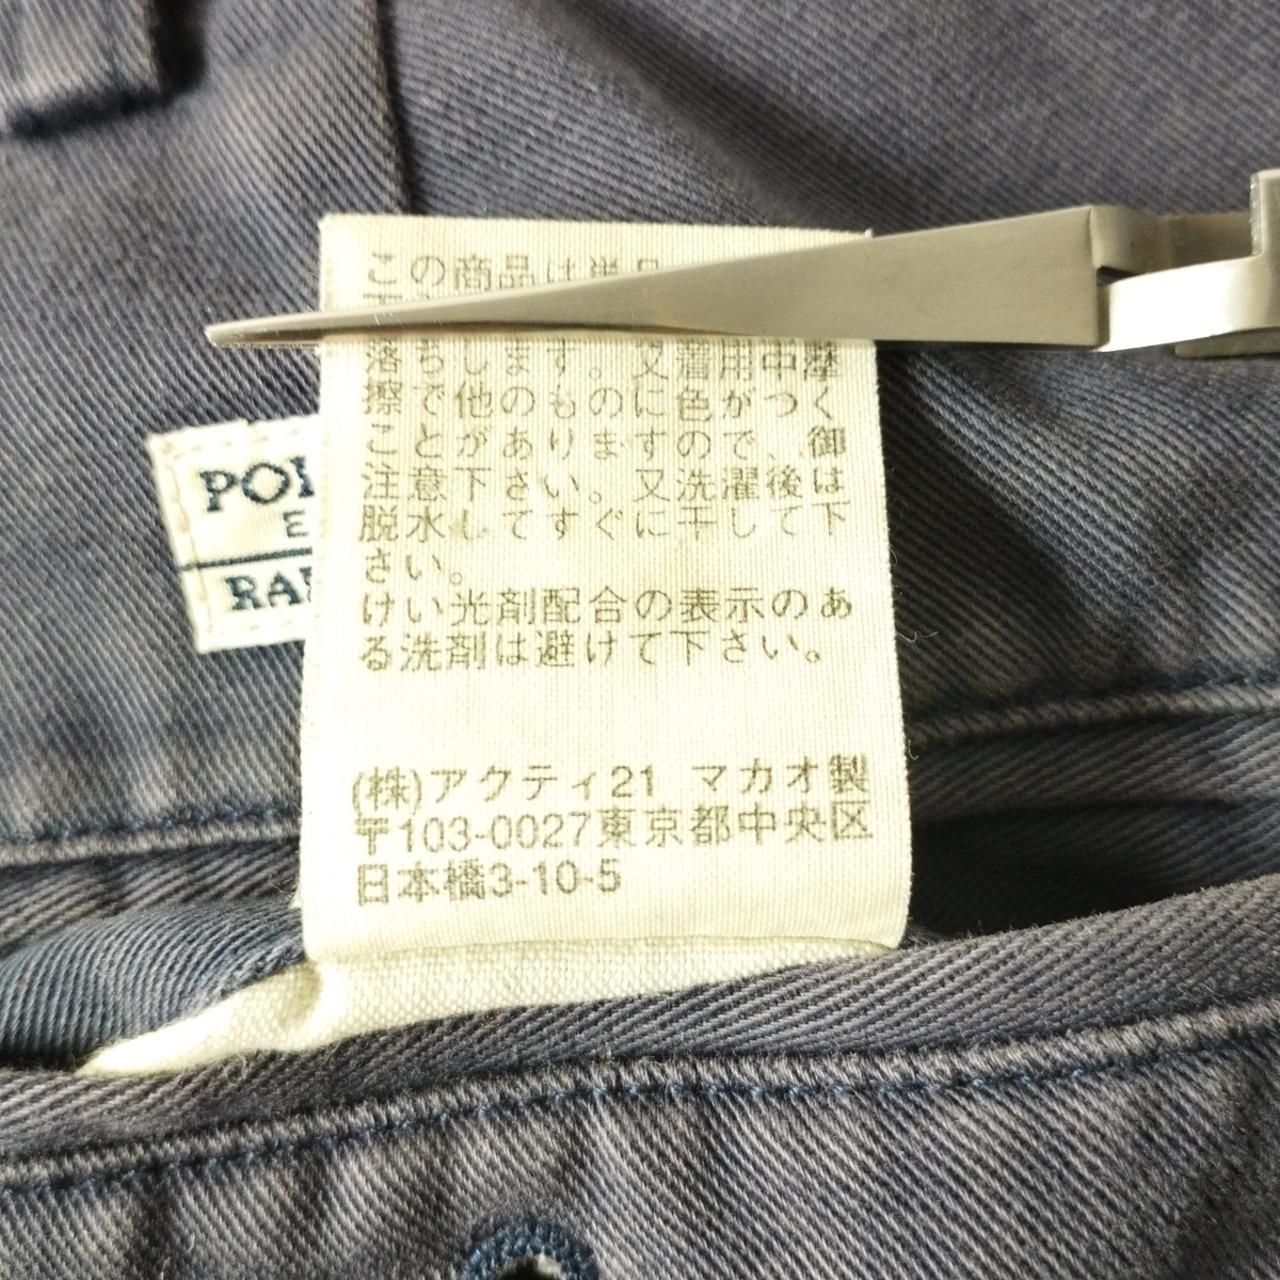 この商品は単品
落ちします。又着用中摩
擦で他のものに色がつく
ことがありますので、御
注意下さい。又洗濯後は
脱水してすぐに干して下
さい。
けい光剤配合の表示のあ
る洗剤は避けて下さい。
(株)アクティ21 マカオ製
〒103-0027東京都中央区
日本橋3-10-5
POL
E
RAL